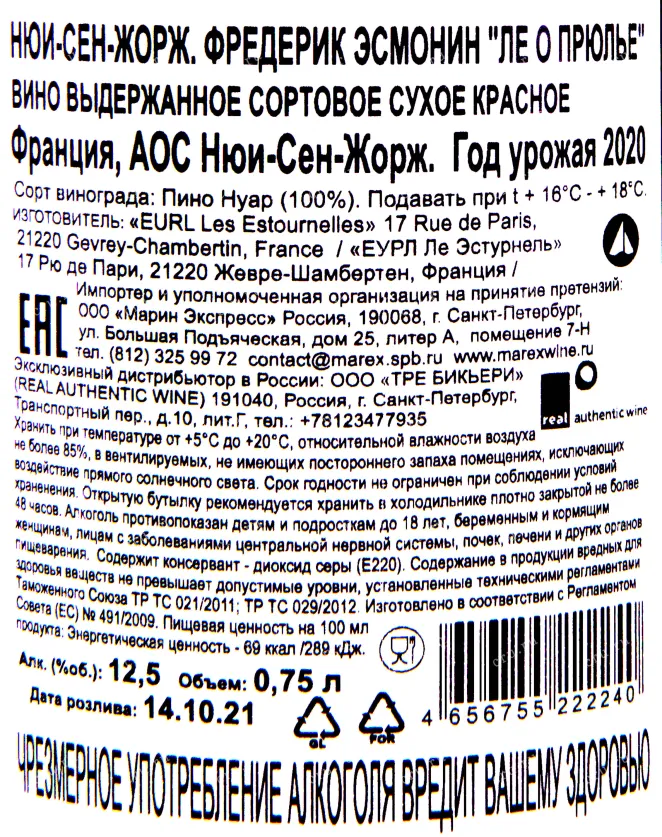 НЮИ-СЕН-ЖОРЖ. ФРЕДЕРИК ЭСМОНИН "ЛЕ О ПРЮЛЬЕ"
ВИНО ВЫДЕРЖАННОЕ СОРТОВОЕ СУХОЕ КРАСНОЕ
Франция, АОС Нюи-Сен-Жорж. Год урожая 2020
Сорт винограда: Пино Нуар (100%). Подавать при t + 16°C - + 18°C.
ИЗГОТОВИТЕЛЬ: «EURL Les Estournelles» 17 Rue de Paris,
21220 Gevrey-Chambertin, France / «ЕУРЛ Ле Эстурнель»
17 Рю де Пари, 21220 Жевре-Шамбертен, Франция /
EAC
Импортер и уполномоченная организация на принятие претензий:
ООО «Марин Экспресс» Россия, 190068, г. Санкт-Петербург,
ул. Большая Подъяческая, дом 25, литер А, помещение 7-Н
тел. (812) 325 99 72 contact@marex.spb.ru www.marexwine.ru
Эксклюзивный дистрибьютор в России: ООО «ТРЕ БИКЬЕРИ»
(REAL AUTHENTIC WINE) 191040, Россия, г. Санкт-Петербург,
Транспортный пер., д.10, лит.Г, тел.: +78123477935
real authentic wine
Хранить при температуре от +5°C до +20°C, относительной влажности воздуха
не более 85%, в вентилируемых, не имеющих постороннего запаха помещениях, исключающих
воздействие прямого солнечного света. Срок годности не ограничен при соблюдении условий
хранения. Открытую бутылку рекомендуется хранить в холодильнике плотно закрытой не более
48 часов. Алкоголь противопоказан детям и подросткам до 18 лет, беременным и кормящим
женщинам, лицам с заболеваниями центральной нервной системы, почек, печени и других органов
пищеварения. Содержит консервант - диоксид серы (Е220). Содержание в продукции вредных для
здоровья веществ не превышает допустимые уровни, установленные техническими регламентами
Таможенного Союза ТР ТС 021/2011; ТР ТС 029/2012. Изготовлено в соответствии с Регламентом
Совета (ЕС) № 491/2009. Пищевая ценность на 100 мл
продукта: Энергетическая ценность - 69 ккал /289 кДж.
Алк. (%об.): 12,5 Объем: 0,75 л
Дата розлива: 14.10.21
GL FOR
4 656755 222240
ЧРЕЗМЕРНОЕ УПОТРЕБЛЕНИЕ АЛКОГОЛЯ ВРЕДИТ ВАШЕМУ ЗДОРОВЬЮ